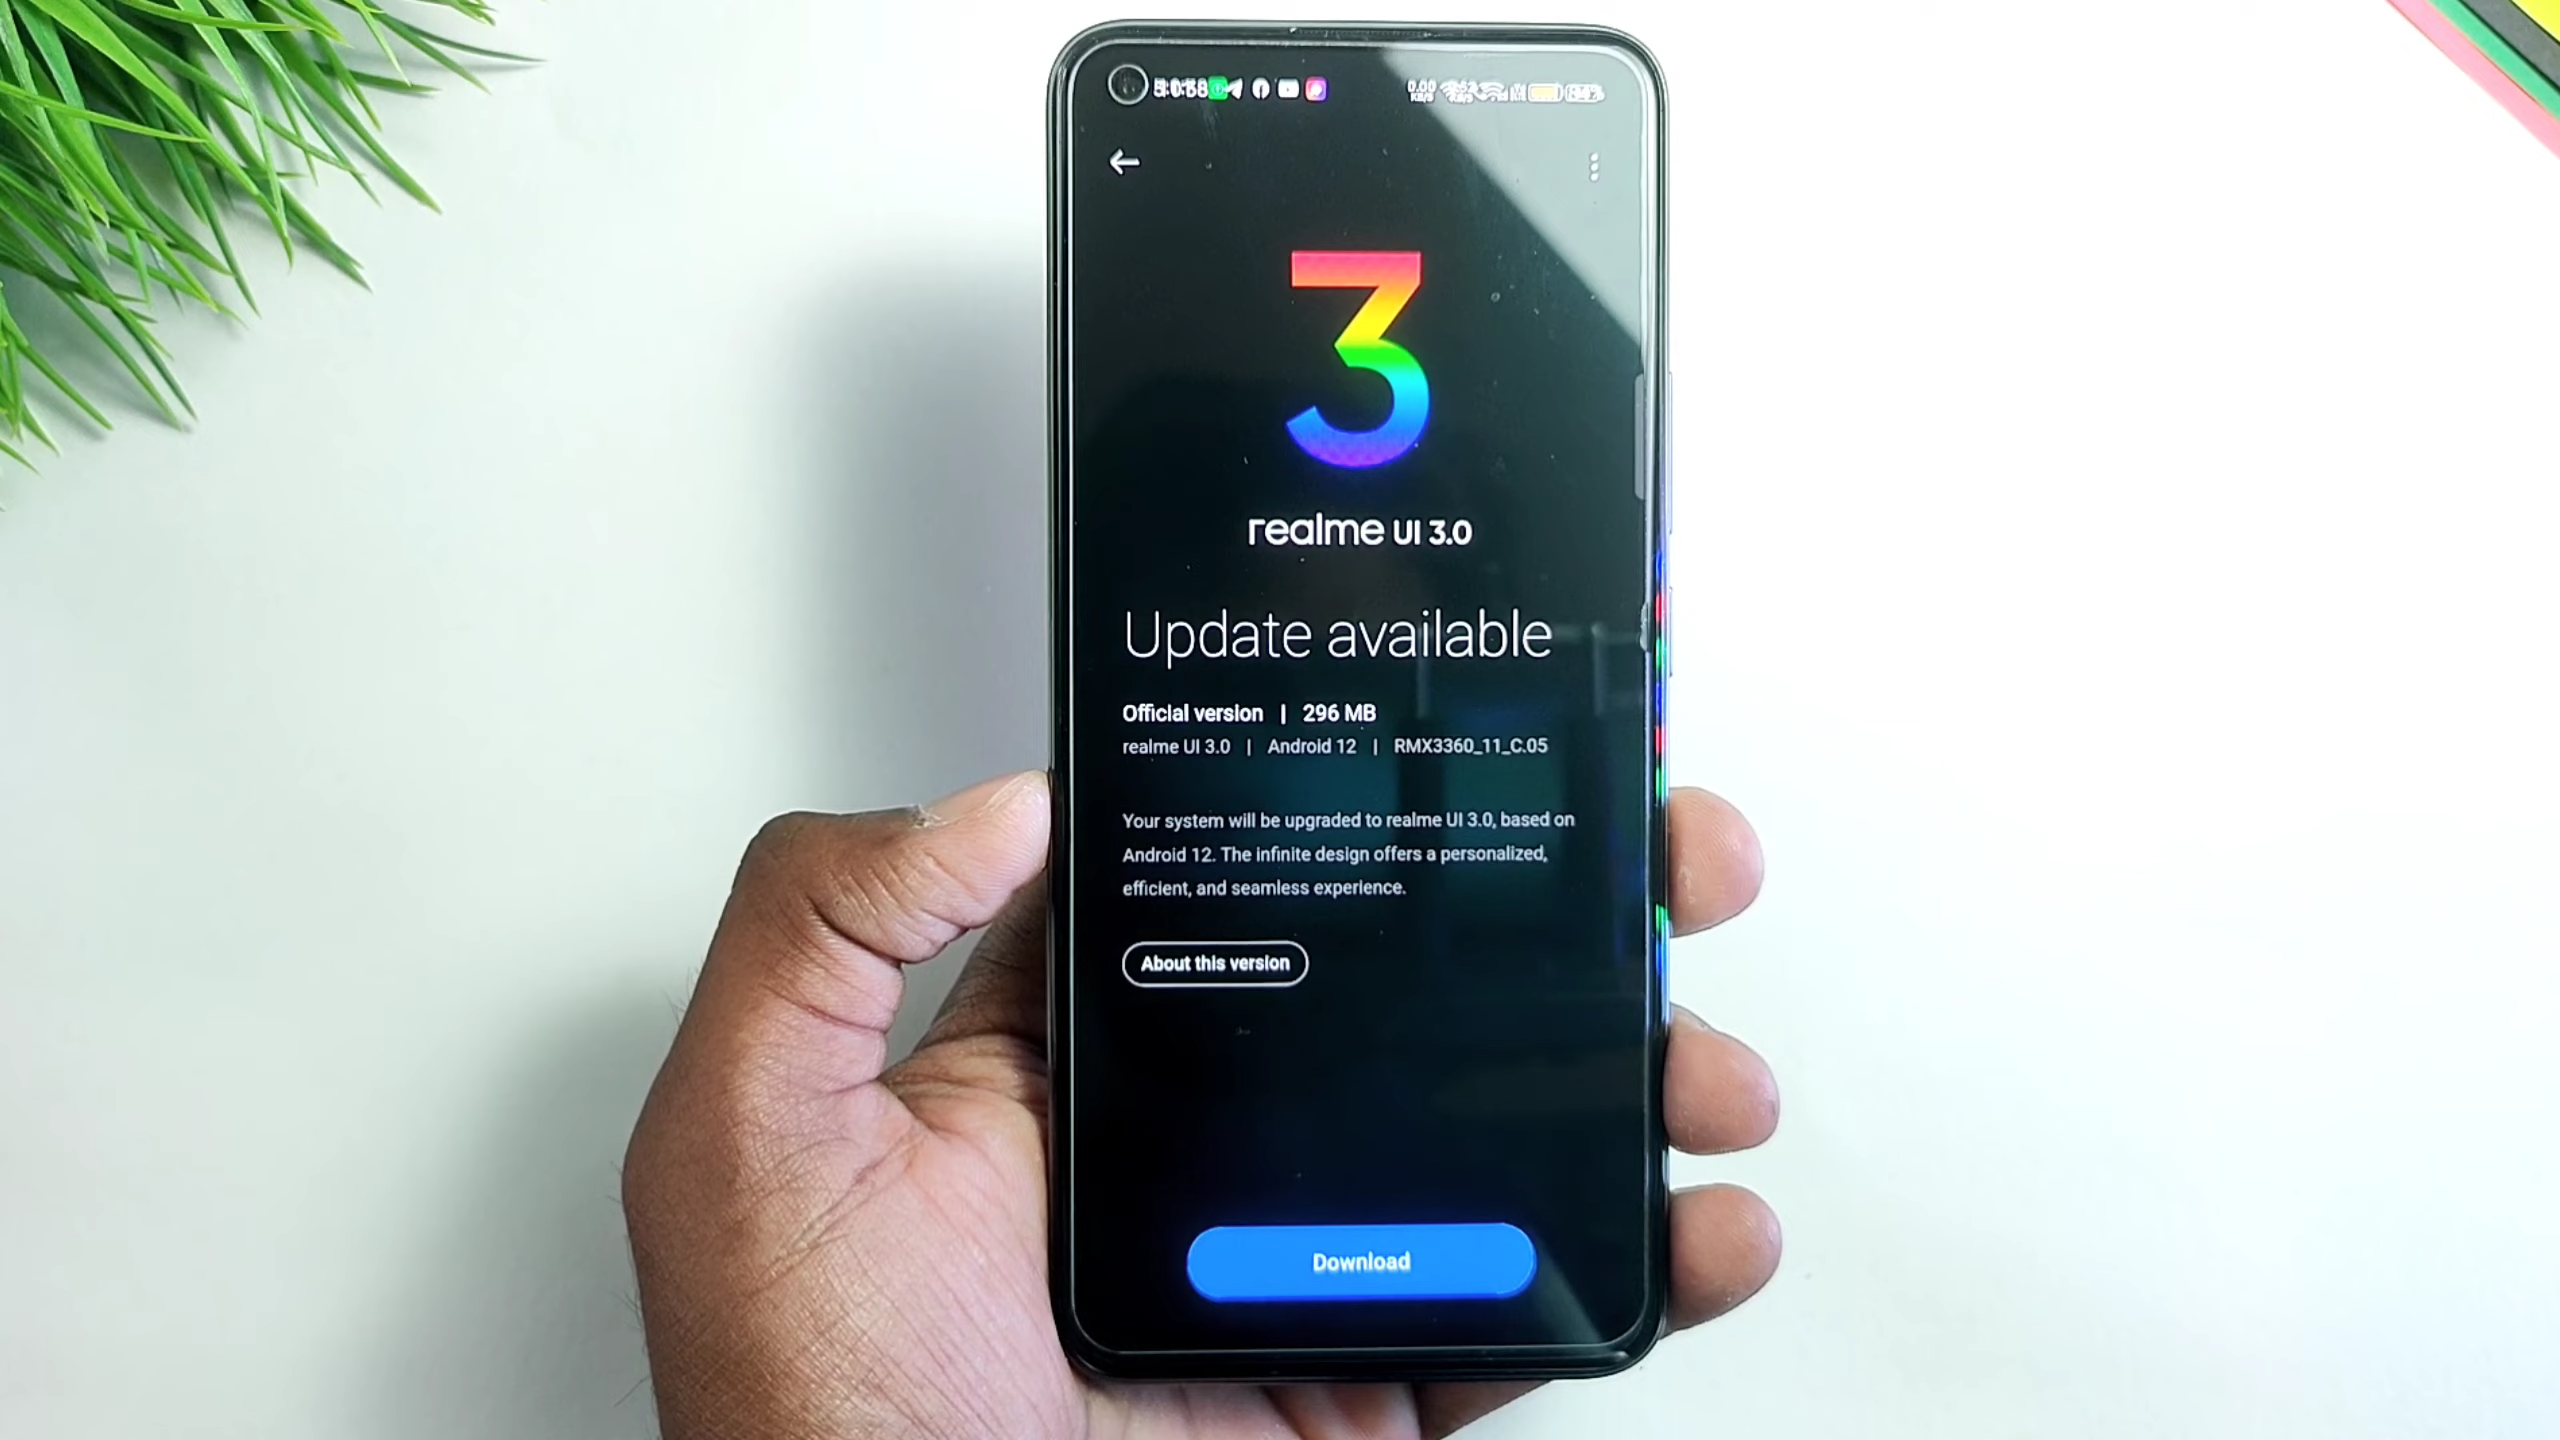 3
realme UI 3.0
Update available
Official version | 296 MB
realme UI 3.0 | Android 12 | RMX3360_11_C.05
Your system will be upgraded to realme UI 3.0, based on
Android 12. The infinite design offers a personalized,
efficient, and seamless experience.
About this version
Download